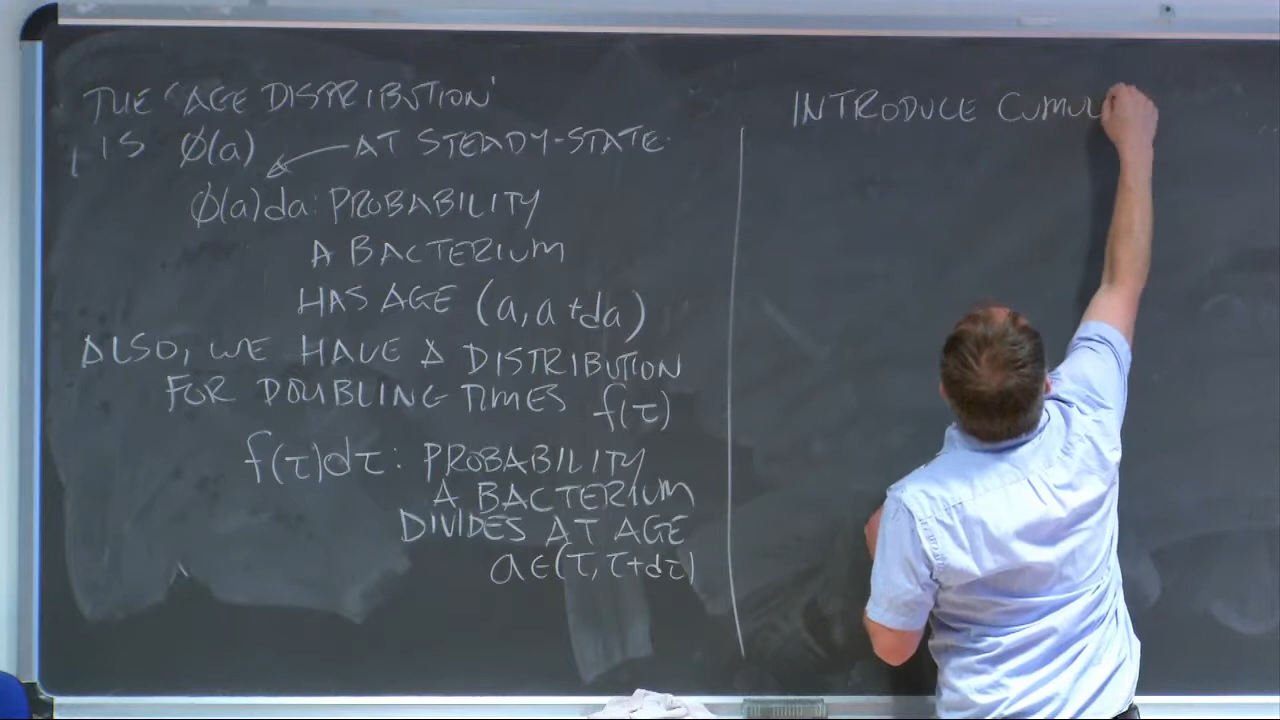 THE 'AGE DISTRIBUTION'
IS φ(a) AT STEADY-STATE.
φ(a)da: PROBABILITY
A BACTERIUM
HAS AGE (a, a+da)
ALSO, WE HAVE A DISTRIBUTION
FOR DOUBLING TIMES f(τ)
f(τ)dτ: PROBABILITY
A BACTERIUM
DIVIDES AT AGE
a∈(τ, τ+dτ)
INTRODUCE CUMUL